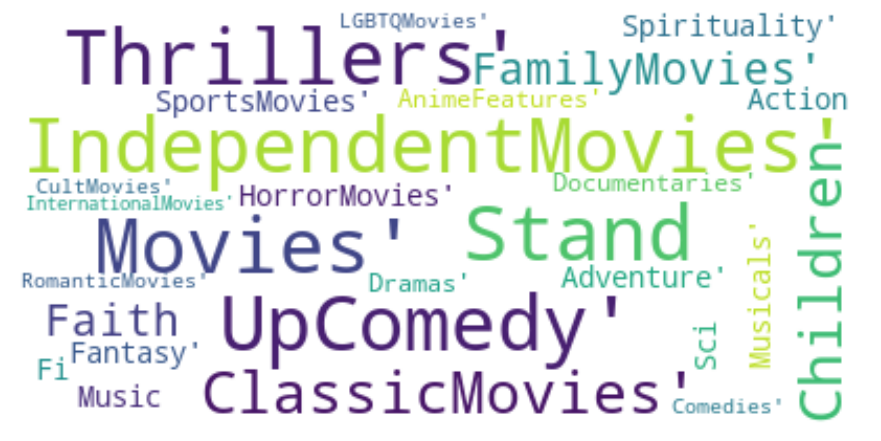 LGBTQMovies'
Spirituality'
Thrillers'
FamilyMovies'
SportsMovies'
AnimeFeatures'
Action
IndependentMovies'
CultMovies'
InternationalMovies'
HorrorMovies'
Documentaries'
Children
Movies'
Stand
RomanticMovies'
Dramas'
Adventure'
Musicals'
Faith
UpComedy'
Sci
Fantasy'
Fi
Music
ClassicMovies'
Comedies'